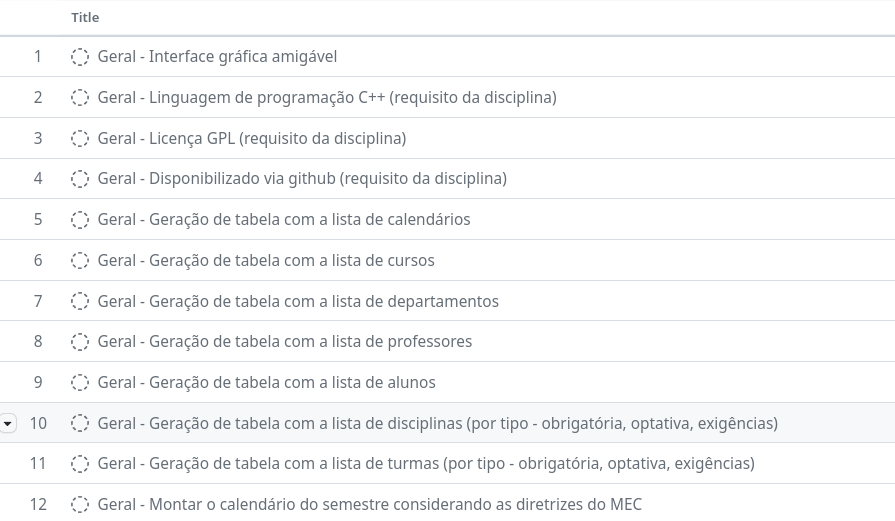 Title
1 Geral - Interface gráfica amigável
2 Geral - Linguagem de programação C++ (requisito da disciplina)
3 Geral - Licença GPL (requisito da disciplina)
4 Geral - Disponibilizado via github (requisito da disciplina)
5 Geral - Geração de tabela com a lista de calendários
6 Geral - Geração de tabela com a lista de cursos
7 Geral - Geração de tabela com a lista de departamentos
8 Geral - Geração de tabela com a lista de professores
9 Geral - Geração de tabela com a lista de alunos
10 Geral - Geração de tabela com a lista de disciplinas (por tipo - obrigatória, optativa, exigências)
11 Geral - Geração de tabela com a lista de turmas (por tipo - obrigatória, optativa, exigências)
12 Geral - Montar o calendário do semestre considerando as diretrizes do MEC